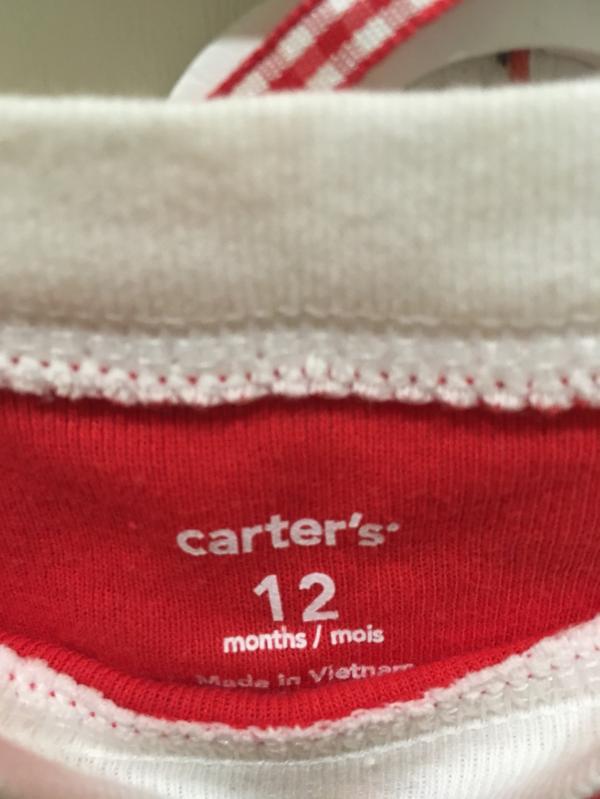 carter's
12
months / mois
Made in Vietnam